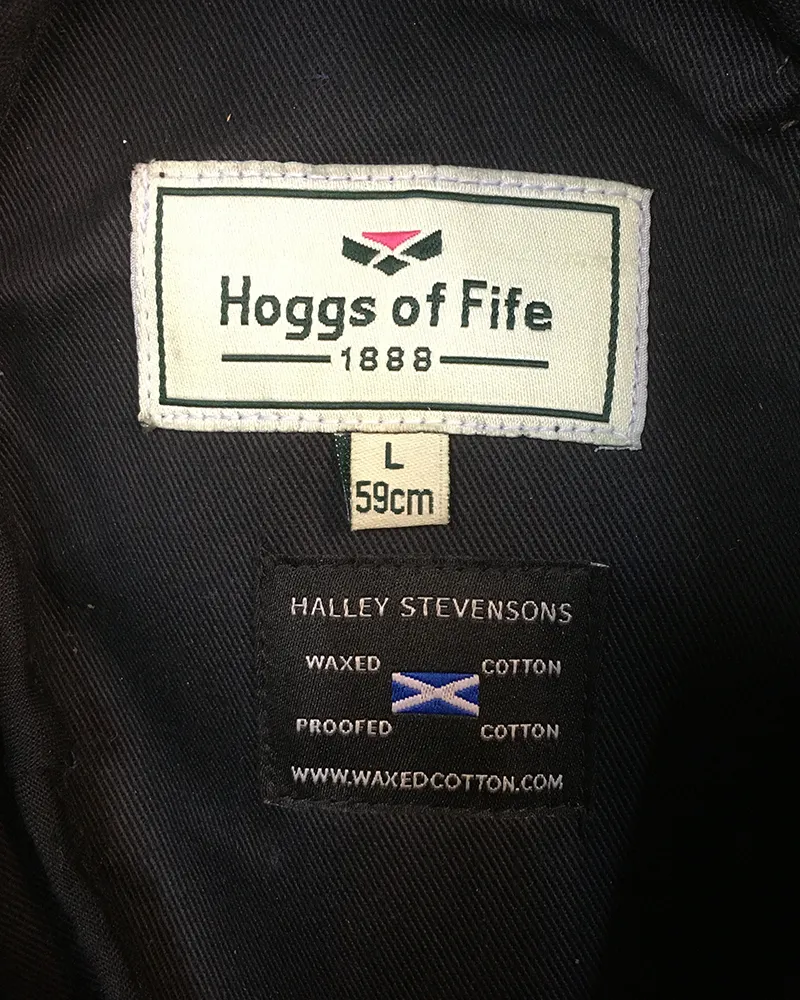 Hoggs of Fife
1888
L
59cm
HALLEY STEVENSONS
WAXED COTTON
PROOFED COTTON
WWW.WAXEDCOTTON.COM